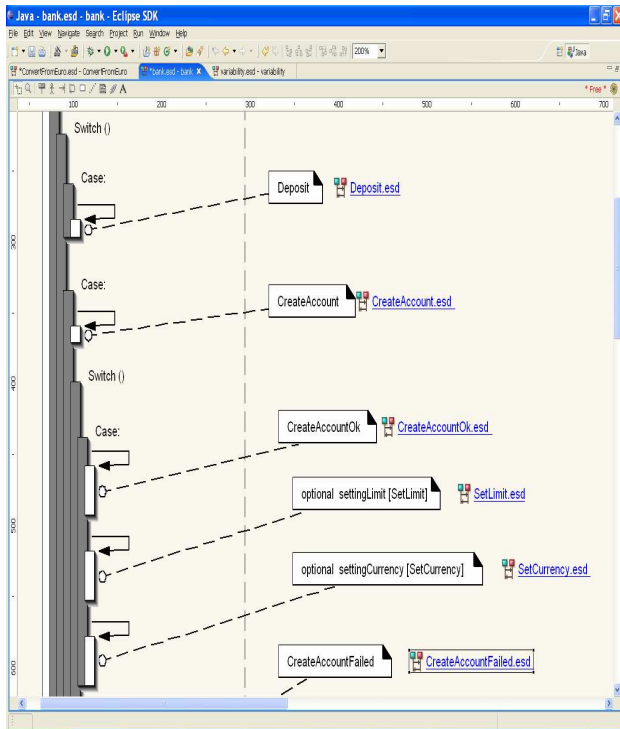 Java - bank.esd - bank - Eclipse SDK
File Edit View Navigate Search Project Run Window Help
200%
Java
*ConvertFromEuro.esd - ConvertFromEuro *bank.esd - bank X variability.esd - variability
A * Free *
100 200 300 400 500 600 700
Switch ()
Case:
Deposit Deposit.esd
300
Case:
CreateAccount CreateAccount.esd
Switch ()
400
CreateAccountOk CreateAccountOk.esd
Case:
optional settingLimit [SetLimit] SetLimit.esd
500
optional settingCurrency [SetCurrency] SetCurrency.esd
CreateAccountFailed CreateAccountFailed.esd
600